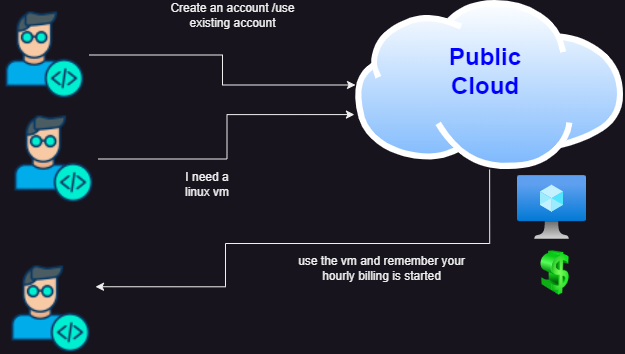 Create an account /use
existing account
Public
Cloud
I need a
linux vm
use the vm and remember your
hourly billing is started